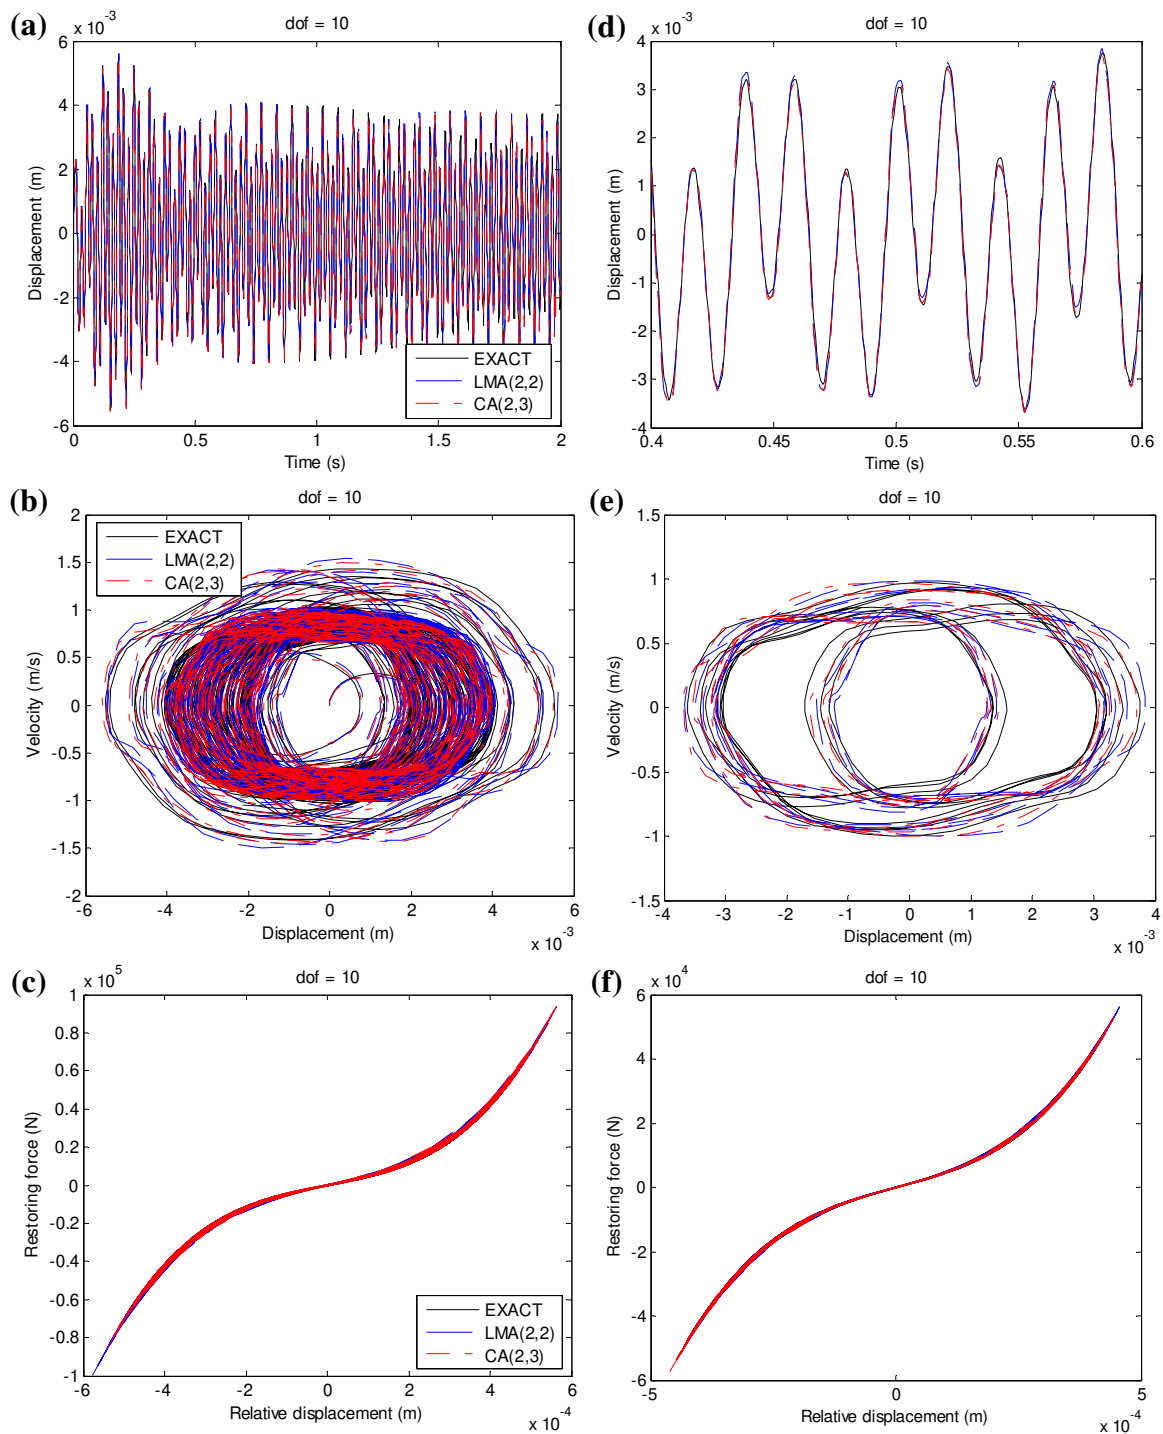 (a)
x 10^-3
dof = 10
6
4
2
0
-2
-4
-6
Displacement (m)
EXACT
LMA(2,2)
CA(2,3)
0
0.5
1
1.5
2
Time (s)
(d)
x 10^-3
dof = 10
4
3
2
1
0
-1
-2
-3
-4
Displacement (m)
0.4
0.45
0.5
0.55
0.6
Time (s)
(b)
dof = 10
2
1.5
1
0.5
0
-0.5
-1
-1.5
-2
Velocity (m/s)
EXACT
LMA(2,2)
CA(2,3)
-6
-4
-2
0
2
4
6
Displacement (m)
x 10^-3
(e)
dof = 10
1.5
1
0.5
0
-0.5
-1
-1.5
Velocity (m/s)
-4
-3
-2
-1
0
1
2
3
4
Displacement (m)
x 10^-3
(c)
x 10^5
dof = 10
1
0.8
0.6
0.4
0.2
0
-0.2
-0.4
-0.6
-0.8
-1
Restoring force (N)
EXACT
LMA(2,2)
CA(2,3)
-6
-4
-2
0
2
4
6
Relative displacement (m)
x 10^-4
(f)
x 10^4
dof = 10
6
4
2
0
-2
-4
-6
Restoring force (N)
-5
0
5
Relative displacement (m)
x 10^-4